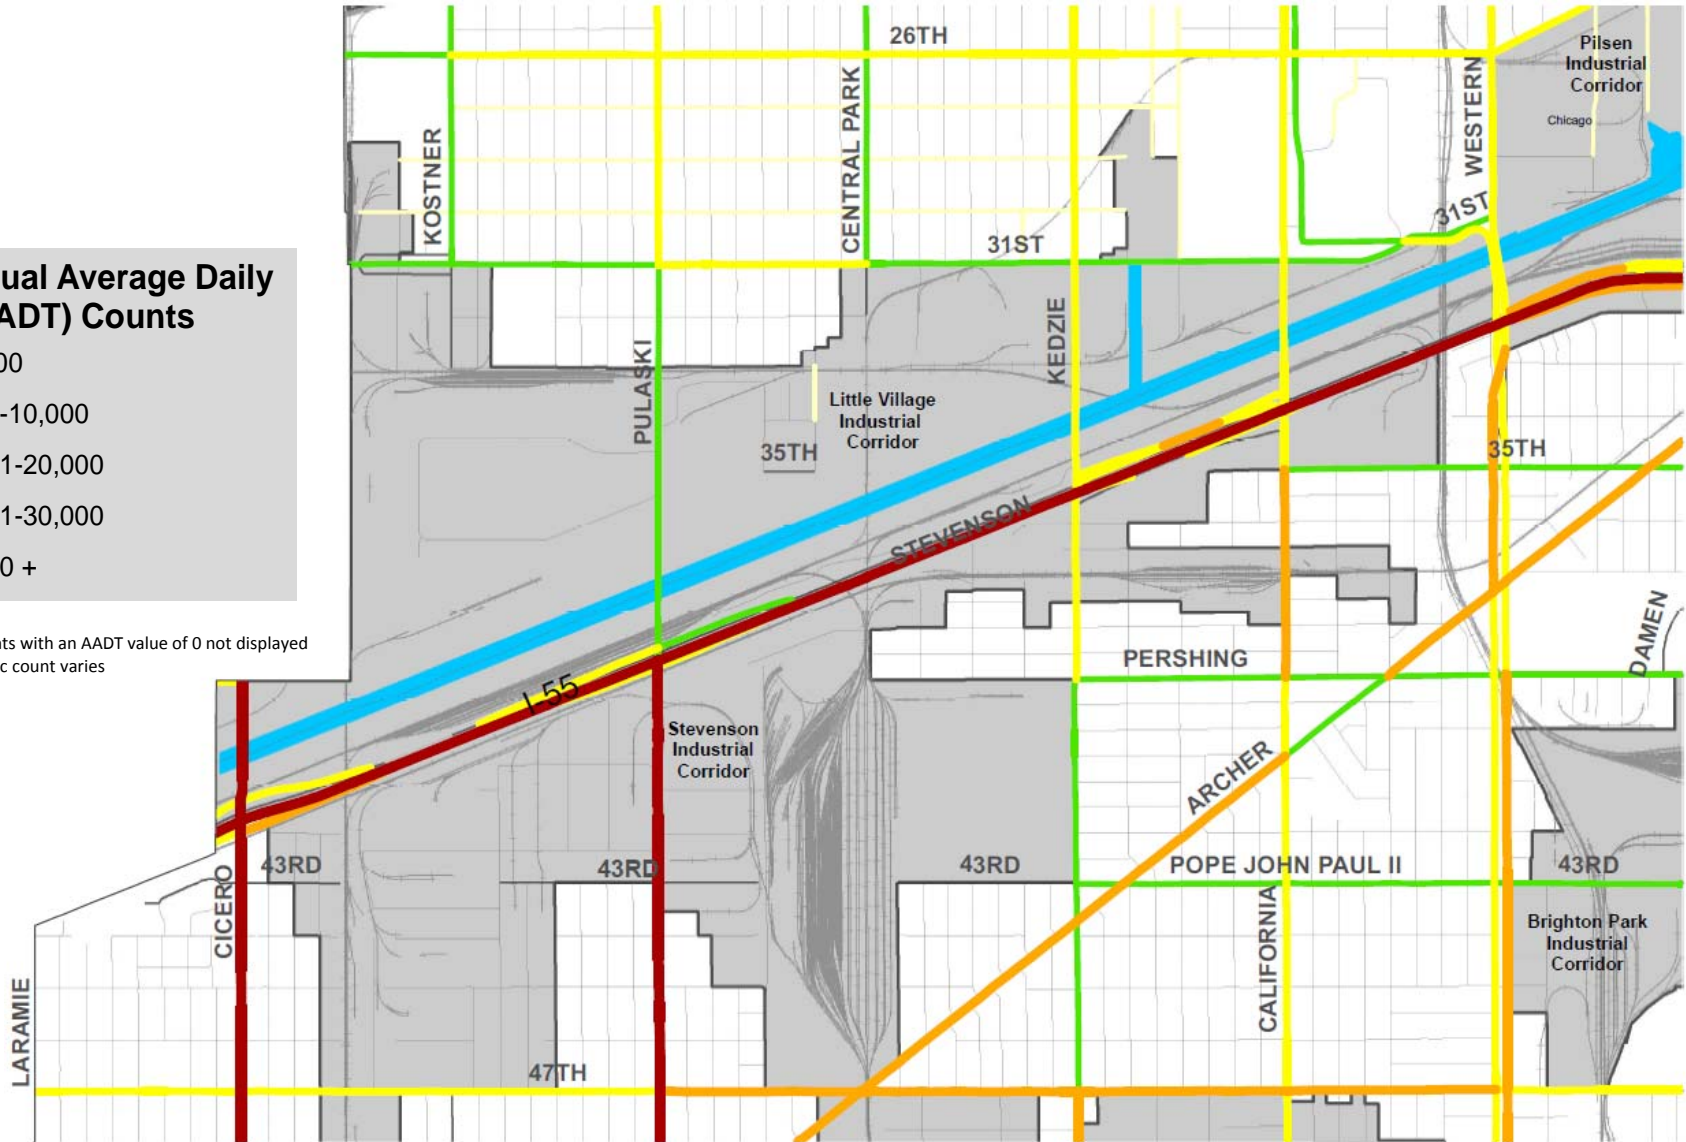 26TH
Pilsen
Industrial
Corridor
Chicago
WESTERN
CENTRAL PARK
KOSTNER
31ST
31ST
ual Average Daily
ADT) Counts
00
-10,000
1-20,000
1-30,000
0 +
KEDZIE
PULASKI
Little Village
Industrial
Corridor
35TH
35TH
STEVENSON
nts with an AADT value of 0 not displayed
ic count varies
DAMEN
PERSHING
I-55
Stevenson
Industrial
Corridor
ARCHER
43RD
43RD
43RD
POPE JOHN PAUL II
43RD
CICERO
CALIFORNIA
Brighton Park
Industrial
Corridor
LARAMIE
47TH